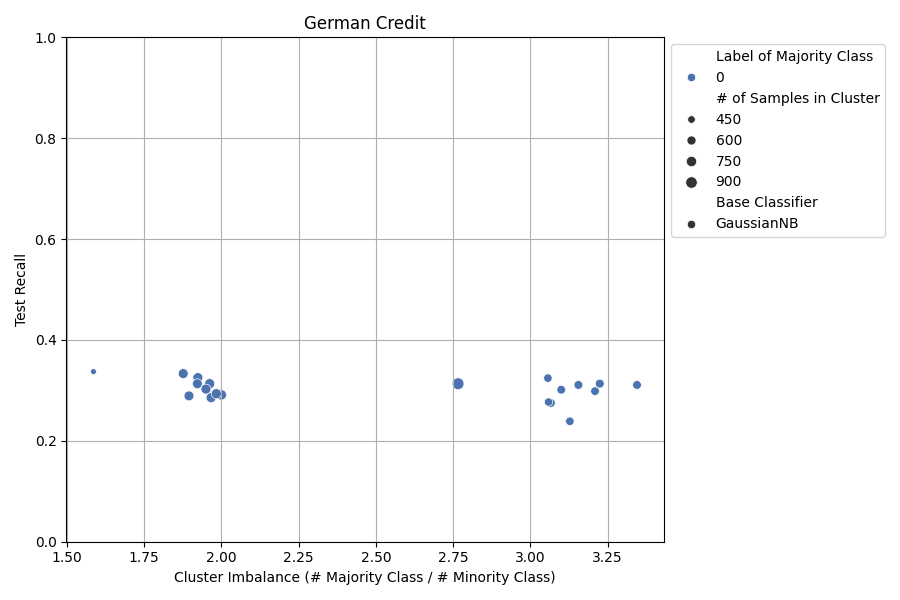 German Credit
1.0
0.8
0.6
0.4
0.2
0.0
Test Recall
1.50 1.75 2.00 2.25 2.50 2.75 3.00 3.25
Cluster Imbalance (# Majority Class / # Minority Class)
Label of Majority Class
0
# of Samples in Cluster
450
600
750
900
Base Classifier
GaussianNB